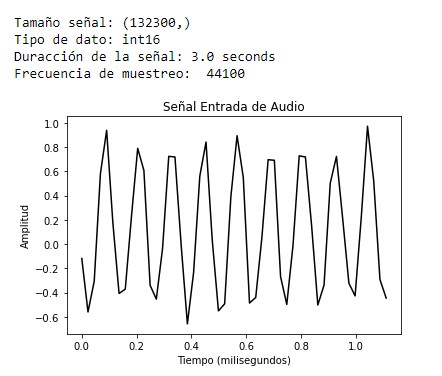 Tamaño señal: (132300,)
Tipo de dato: int16
Duracción de la señal: 3.0 seconds
Frecuencia de muestreo:  44100
Señal Entrada de Audio
1.0
0.8
0.6
0.4
0.2
0.0
−0.2
−0.4
−0.6
Amplitud
0.0 0.2 0.4 0.6 0.8 1.0
Tiempo (milisegundos)